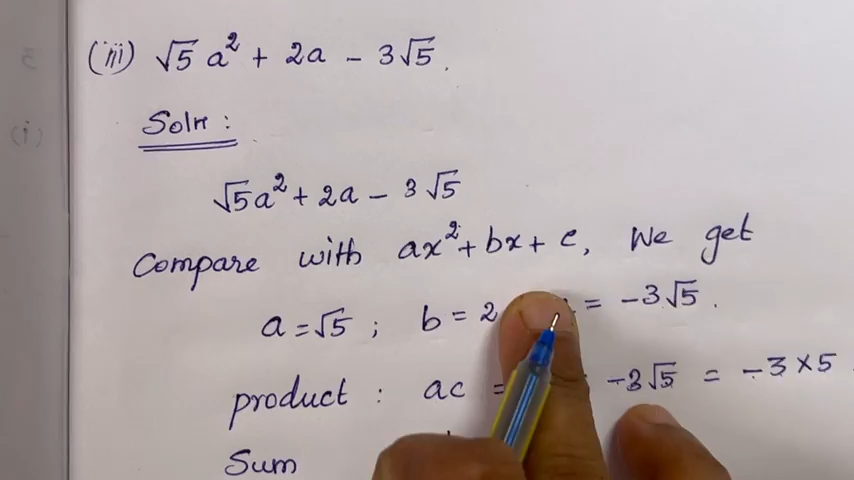 (iii) √5 a² + 2a - 3√5.
Soln :
√5a² + 2a - 3√5
Compare with ax² + bx + c, We get
a = √5 ; b = 2 = -3√5.
product : ac = -3√5 = -3×5
Sum